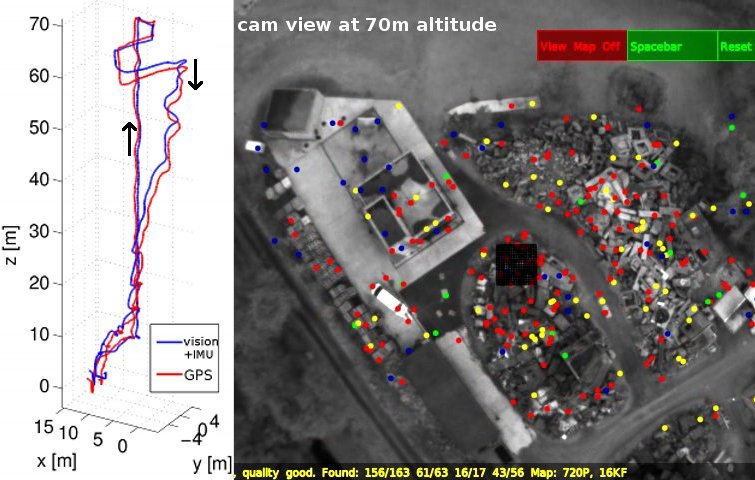 cam view at 70m altitude
View Map Off
Spacebar
Reset
70
60
50
40
30
20
10
0
z [m]
vision
+IMU
GPS
15
10
5
0
x [m]
0
4
−4
y [m]
, quality good. Found: 156/163 61/63 16/17 43/56 Map: 720P, 16KF